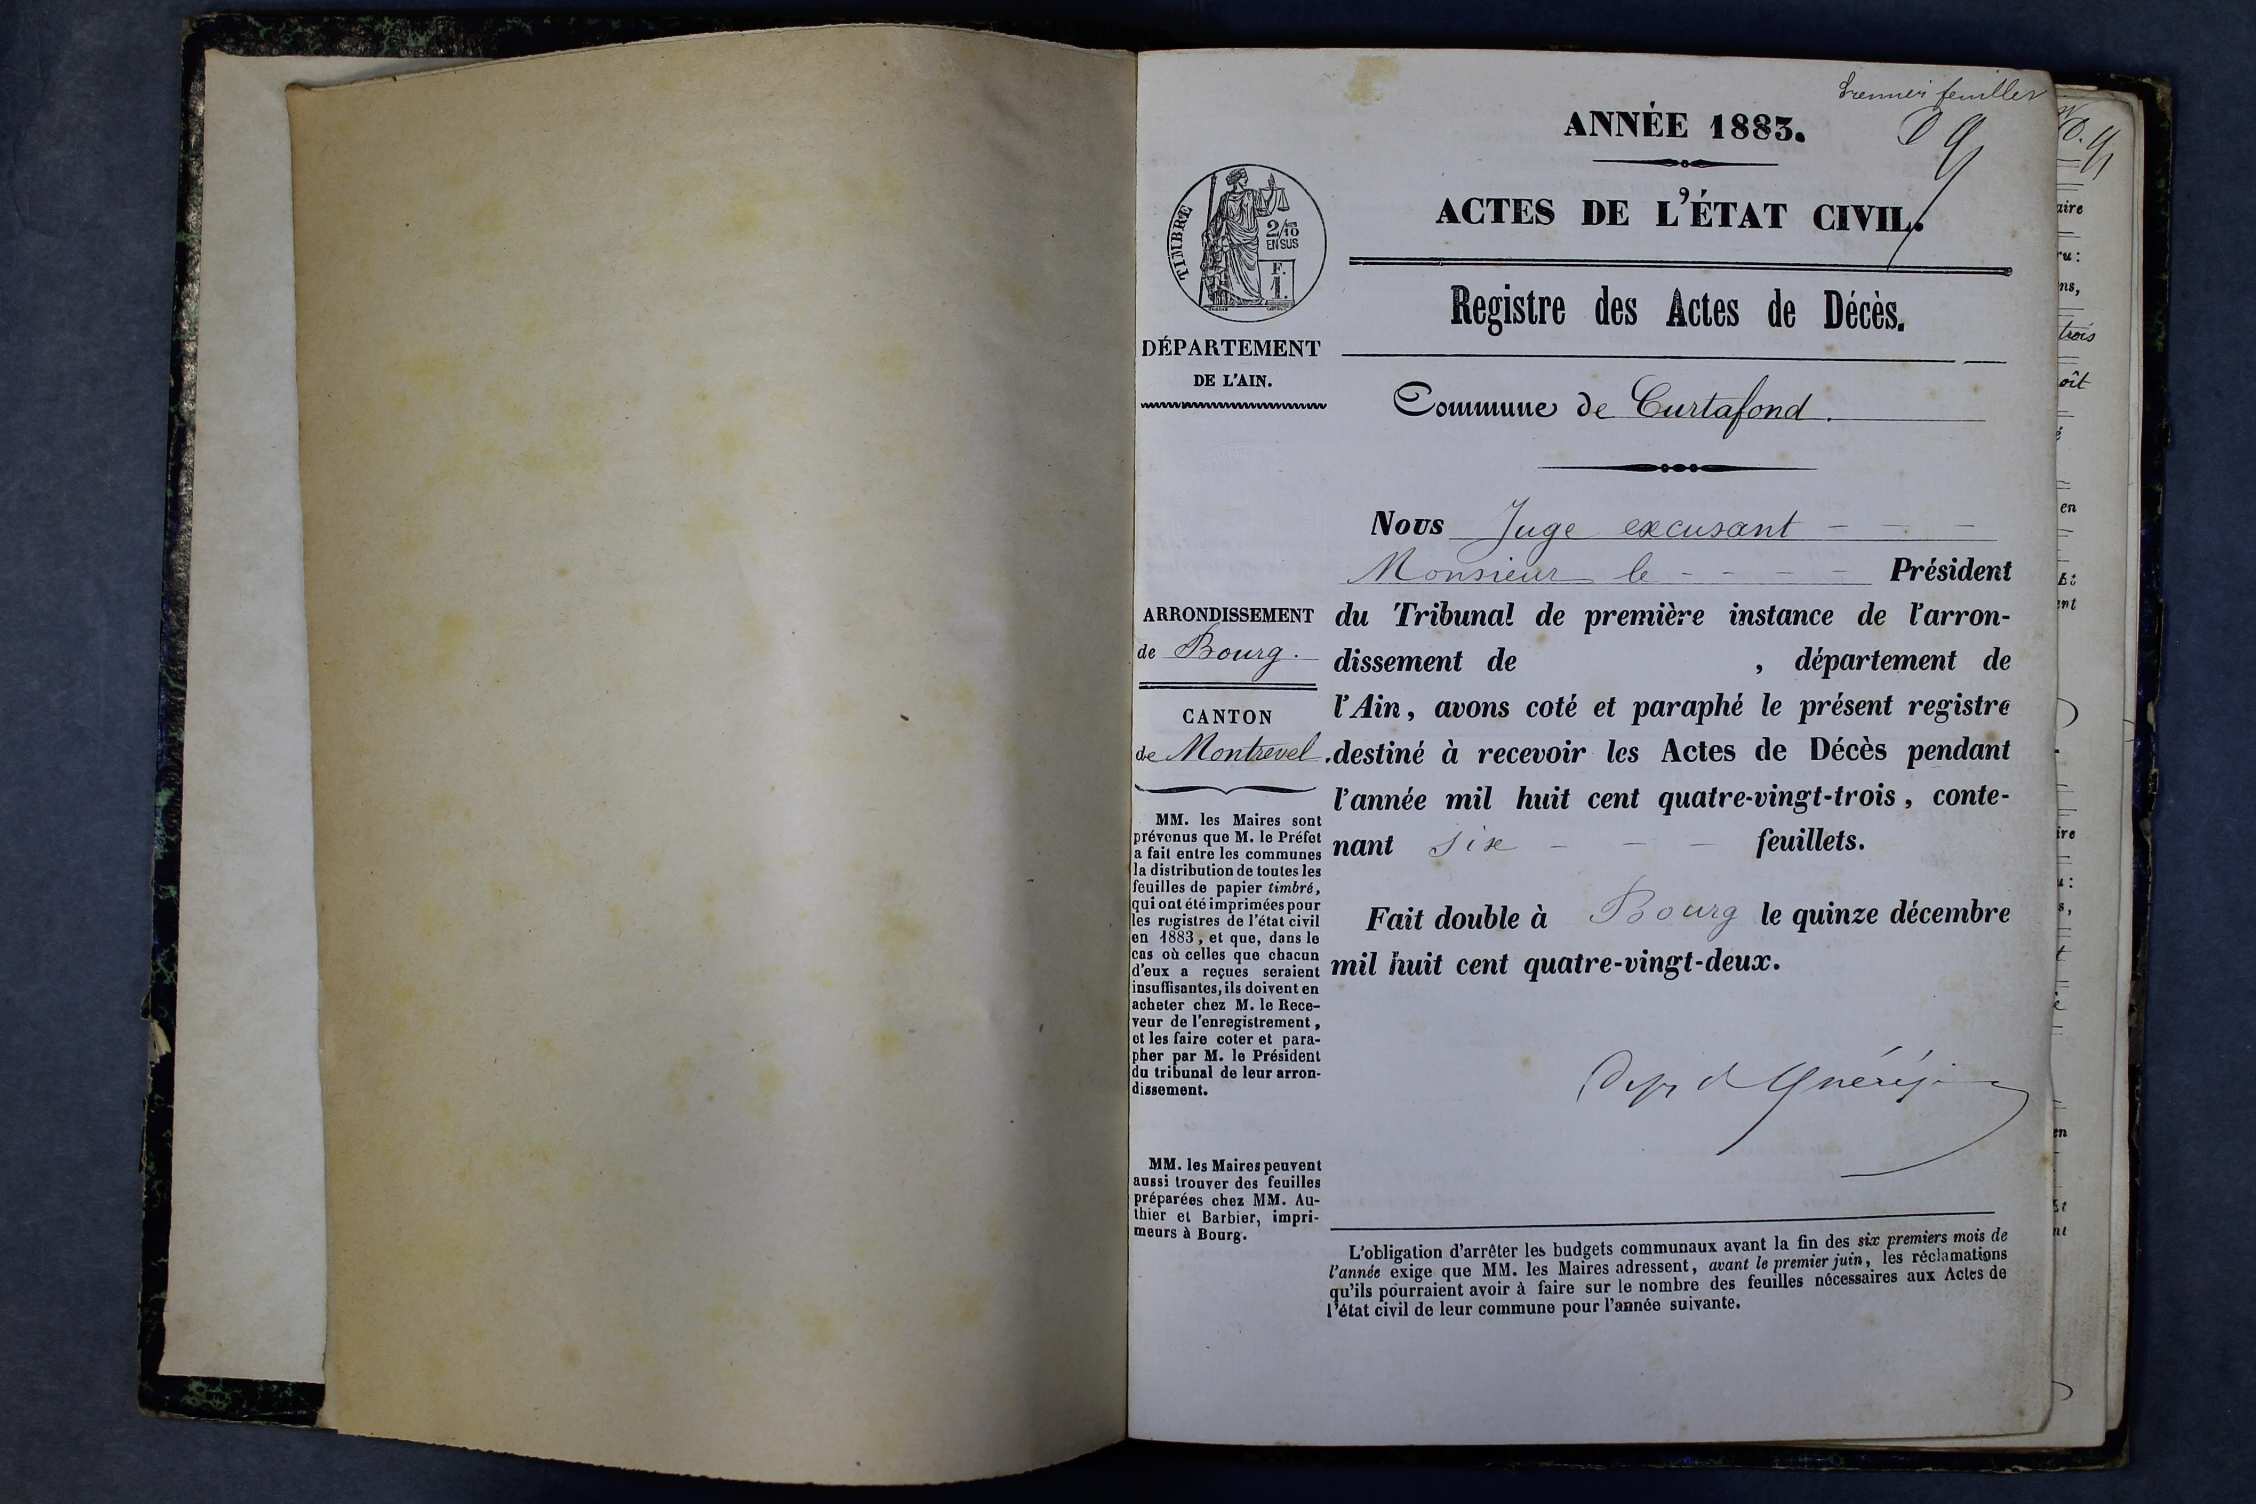 Premier feuillet
ANNÉE 1883.
ACTES DE L'ÉTAT CIVIL.
TIMBRE
2/10
EN SUS
F.
1.
Registre des Actes de Décès.
DÉPARTEMENT
DE L'AIN.
Commune de Curtafond.
Nous Juge excusant
Monsieur le Président
du Tribunal de première instance de l'arron-
dissement de , département de
l'Ain, avons coté et paraphé le présent registre
destiné à recevoir les Actes de Décès pendant
l'année mil huit cent quatre-vingt-trois, conte-
nant six feuillets.
Fait double à Bourg le quinze décembre
mil huit cent quatre-vingt-deux.
ARRONDISSEMENT
de Bourg.
CANTON
de Montrevel.
MM. les Maires sont
prévenus que M. le Préfet
a fait entre les communes
la distribution de toutes les
feuilles de papier timbré,
qui ont été imprimées pour
les registres de l'état civil
en 1883, et que, dans le
cas où celles que chacun
d'eux a reçues seraient
insuffisantes, ils doivent en
acheter chez M. le Rece-
veur de l'enregistrement,
et les faire coter et para-
pher par M. le Président
du tribunal de leur arron-
dissement.
MM. les Maires peuvent
aussi trouver des feuilles
préparées chez MM. Au-
thier et Barbier, impri-
meurs à Bourg.
L'obligation d'arrêter les budgets communaux avant la fin des six premiers mois de
l'année exige que MM. les Maires adressent, avant le premier juin, les réclamations
qu'ils pourraient avoir à faire sur le nombre des feuilles nécessaires aux Actes de
l'état civil de leur commune pour l'année suivante.
trois
en